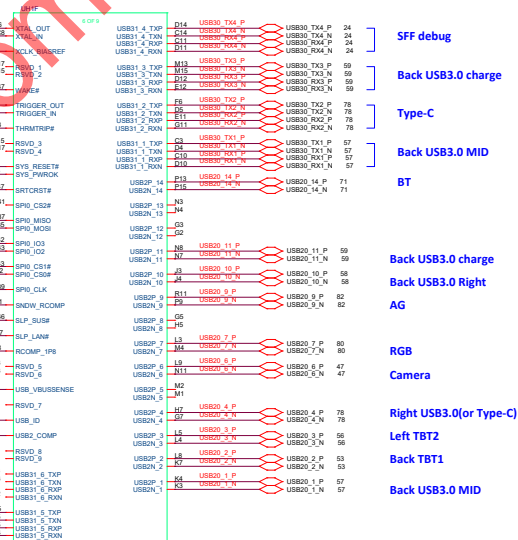 UH1F
8 OF 9
XTAL_OUT USB31_4_TXP D14 USB30_TX4_P USB30_TX4_P 24
XTAL_IN USB31_4_TXN C14 USB30_TX4_N USB30_TX4_N 24
USB31_4_RXP C11 USB30_RX4_P USB30_RX4_P 24
XCLK_BIASREF USB31_4_RXN D11 USB30_RX4_N USB30_RX4_N 24
SFF debug
RSVD_1 USB31_3_TXP M13 USB30_TX3_P USB30_TX3_P 59
RSVD_2 USB31_3_TXN M15 USB30_TX3_N USB30_TX3_N 59
USB31_3_RXP D12 USB30_RX3_P USB30_RX3_P 59
WAKE# USB31_3_RXN E12 USB30_RX3_N USB30_RX3_N 59
Back USB3.0 charge
TRIGGER_OUT USB31_2_TXP F6 USB30_TX2_P USB30_TX2_P 78
TRIGGER_IN USB31_2_TXN D5 USB30_TX2_N USB30_TX2_N 78
USB31_2_RXP E11 USB30_RX2_P USB30_RX2_P 78
THRMTRIP# USB31_2_RXN G11 USB30_RX2_N USB30_RX2_N 78
Type-C
RSVD_3 USB31_1_TXP C3 USB30_TX1_P USB30_TX1_P 57
RSVD_4 USB31_1_TXN D4 USB30_TX1_N USB30_TX1_N 57
USB31_1_RXP C10 USB30_RX1_P USB30_RX1_P 57
SYS_RESET# USB31_1_RXN D10 USB30_RX1_N USB30_RX1_N 57
Back USB3.0 MID
SYS_PWROK
USB2P_14 P13 USB20_14_P USB20_14_P 71
SRTCRST# USB2N_14 P15 USB20_14_N USB20_14_N 71
BT
SPI0_CS2# USB2P_13 N3
USB2N_13 N4
SPI0_MISO
SPI0_MOSI USB2P_12 G3
USB2N_12 G2
SPI0_IO3
SPI0_IO2 USB2P_11 N8 USB20_11_P USB20_11_P 59
USB2N_11 N7 USB20_11_N USB20_11_N 59
Back USB3.0 charge
SPI0_CS1#
SPI0_CS0# USB2P_10 J3 USB20_10_P USB20_10_P 58
USB2N_10 J4 USB20_10_N USB20_10_N 58
Back USB3.0 Right
SPI0_CLK
USB2P_9 R11 USB20_9_P USB20_9_P 82
SNDW_RCOMP USB2N_9 P9 USB20_9_N USB20_9_N 82
AG
SLP_SUS# USB2P_8 G5
USB2N_8 H5
SLP_LAN#
USB2P_7 L3 USB20_7_P USB20_7_P 80
RCOMP_1P8 USB2N_7 M4 USB20_7_N USB20_7_N 80
RGB
RSVD_5 USB2P_6 L9 USB20_6_P USB20_6_P 47
RSVD_6 USB2N_6 N11 USB20_6_N USB20_6_N 47
Camera
USB_VBUSSENSE USB2P_5 M2
USB2N_5 M1
RSVD_7
USB2P_4 H7 USB20_4_P USB20_4_P 78
USB_ID USB2N_4 G7 USB20_4_N USB20_4_N 78
Right USB3.0(or Type-C)
USB2_COMP USB2P_3 L5 USB20_3_P USB20_3_P 56
USB2N_3 L4 USB20_3_N USB20_3_N 56
Left TBT2
RSVD_8
RSVD_9 USB2P_2 L8 USB20_2_P USB20_2_P 53
USB2N_2 K7 USB20_2_N USB20_2_N 53
Back TBT1
USB31_6_TXP
USB31_6_TXN USB2P_1 K4 USB20_1_P USB20_1_P 57
USB31_6_RXP USB2N_1 K3 USB20_1_N USB20_1_N 57
USB31_6_RXN
Back USB3.0 MID
USB31_5_TXP
USB31_5_TXN
USB31_5_RXP
USB31_5_RXN